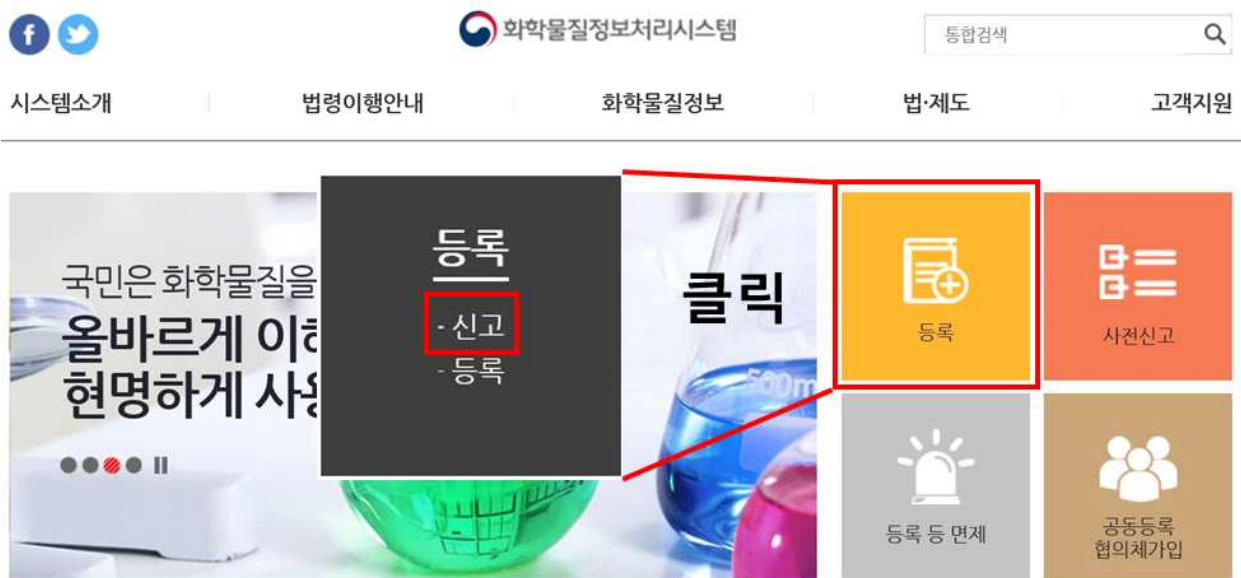 화학물질정보처리시스템
통합검색
시스템소개 법령이행안내 화학물질정보 법·제도 고객지원
국민은 화학물질을
올바르게
현명하게
등록
- 신고
- 등록
클릭
500m
등록
사전신고
등록 등 면제
공동등록
협의체가입